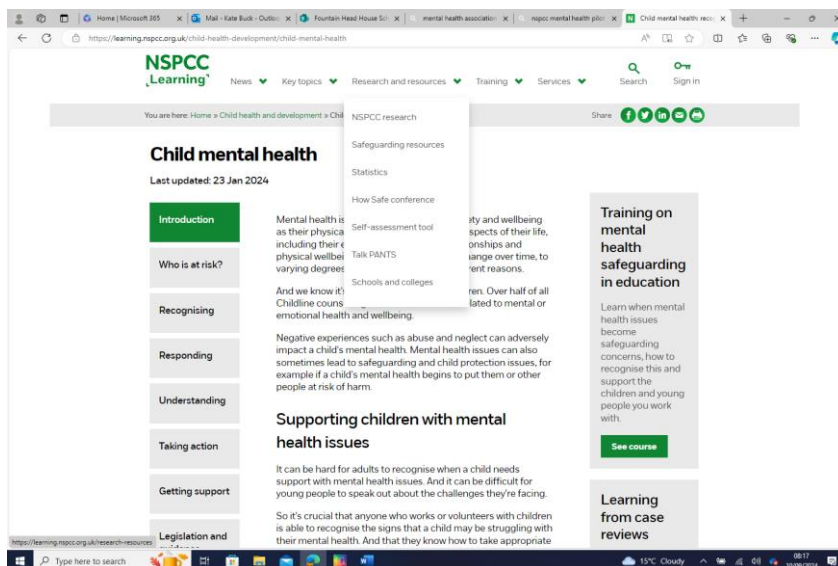 Home | Microsoft 365
Mail - Kate Buck - Outloo
Fountain Head House Sch
mental health association
nspcc mental health pilot
Child mental health: recog
https://learning.nspcc.org.uk/child-health-development/child-mental-health
NSPCC
Learning
News
Key topics
Research and resources
Training
Services
Search
Sign in
You are here: Home > Child health and development > Chil
Share
NSPCC research
Safeguarding resources
Statistics
How Safe conference
Self-assessment tool
Talk PANTS
Schools and colleges
Child mental health
Last updated: 23 Jan 2024
Introduction
Who is at risk?
Recognising
Responding
Understanding
Taking action
Getting support
Legislation and
Mental health is ety and wellbeing
as their physica spects of their life,
including their e onships and
physical wellbei ange over time, to
varying degrees rent reasons.
And we know it's ren. Over half of all
Childline couns lated to mental or
emotional health and wellbeing.
Negative experiences such as abuse and neglect can adversely
impact a child's mental health. Mental health issues can also
sometimes lead to safeguarding and child protection issues, for
example if a child's mental health begins to put them or other
people at risk of harm.
Supporting children with mental
health issues
It can be hard for adults to recognise when a child needs
support with mental health issues. And it can be difficult for
young people to speak out about the challenges they're facing.
So it's crucial that anyone who works or volunteers with children
is able to recognise the signs that a child may be struggling with
their mental health. And that they know how to take appropriate
Training on
mental
health
safeguarding
in education
Learn when mental
health issues
become
safeguarding
concerns, how to
recognise this and
support the
children and young
people you work
with.
See course
Learning
from case
reviews
https://learning.nspcc.org.uk/research-resources
Type here to search
15°C Cloudy
08:17
10/09/2024